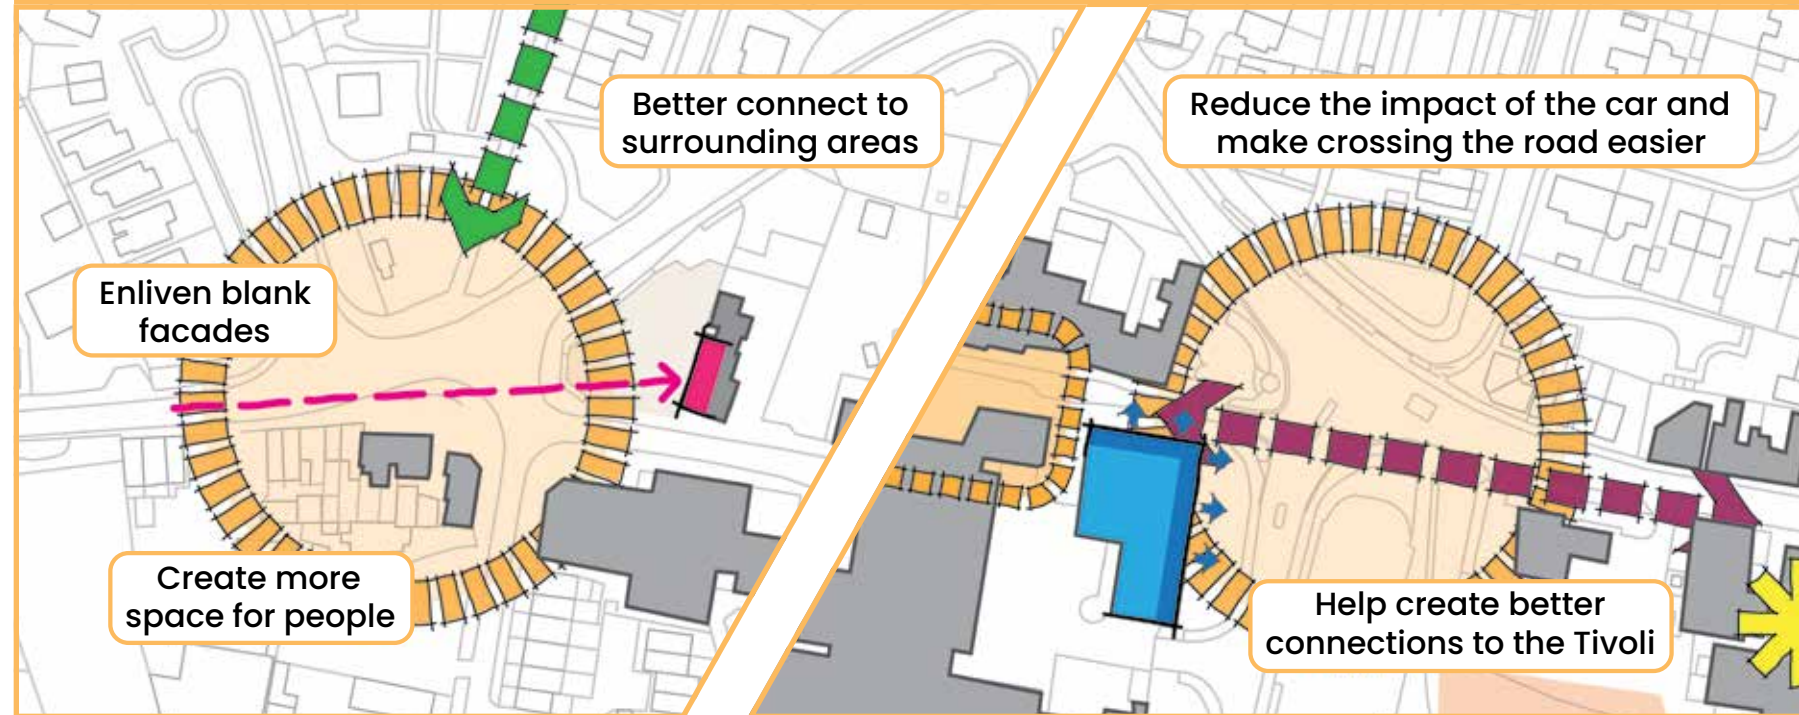 Better connect to
surrounding areas
Reduce the impact of the car and
make crossing the road easier
Enliven blank
facades
Create more
space for people
Help create better
connections to the Tivoli